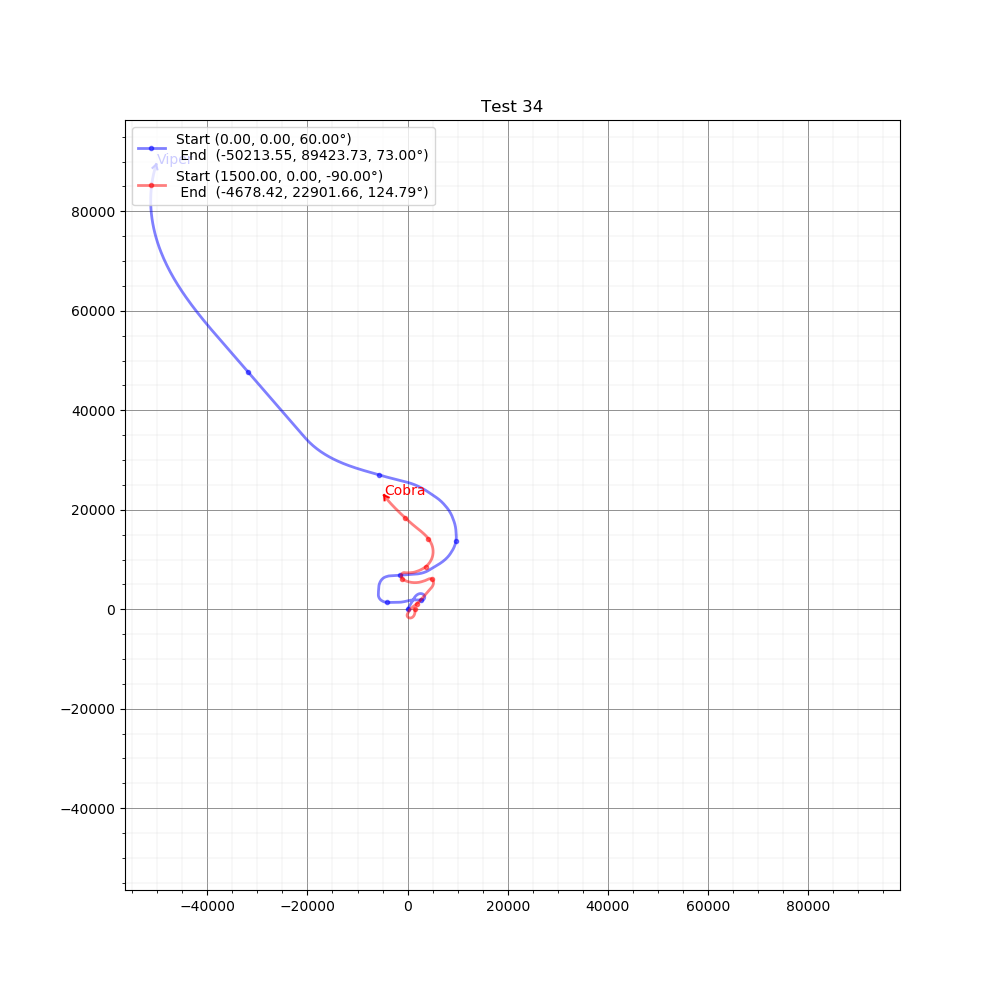 Test 34
Start (0.00, 0.00, 60.00°)
End (-50213.55, 89423.73, 73.00°)
Start (1500.00, 0.00, -90.00°)
End (-4678.42, 22901.66, 124.79°)
Viper
Cobra
80000
60000
40000
20000
0
−20000
−40000
−40000 −20000 0 20000 40000 60000 80000